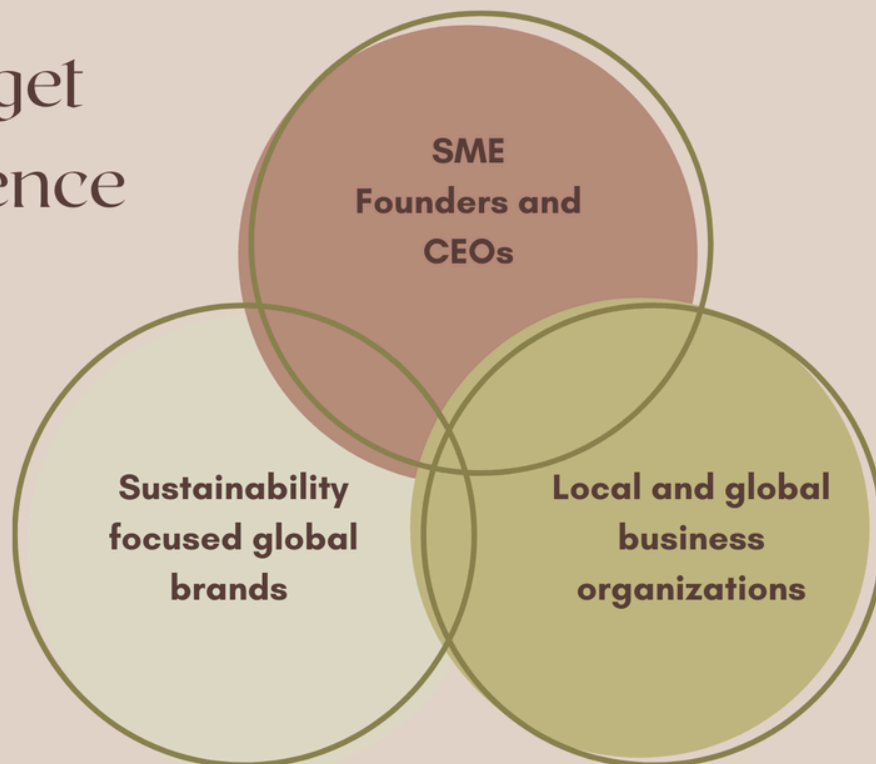 get
ence
SME
Founders and
CEOs
Sustainability
focused global
brands
Local and global
business
organizations